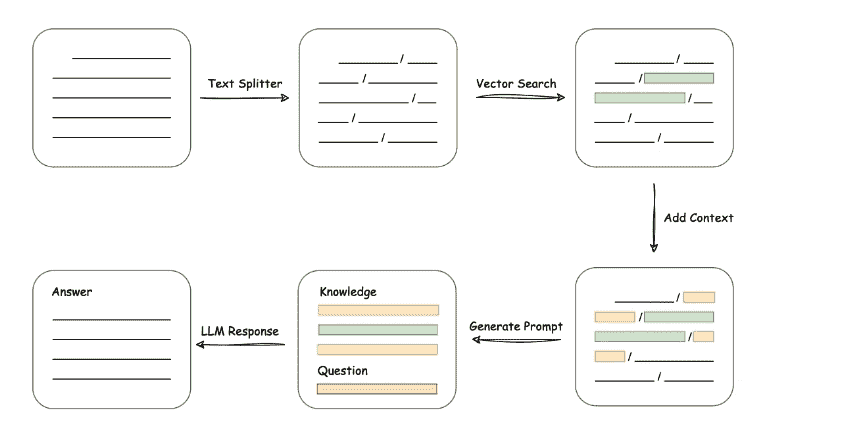 Text Splitter
Vector Search
Add Context
Generate Prompt
Knowledge
Question
LLM Response
Answer